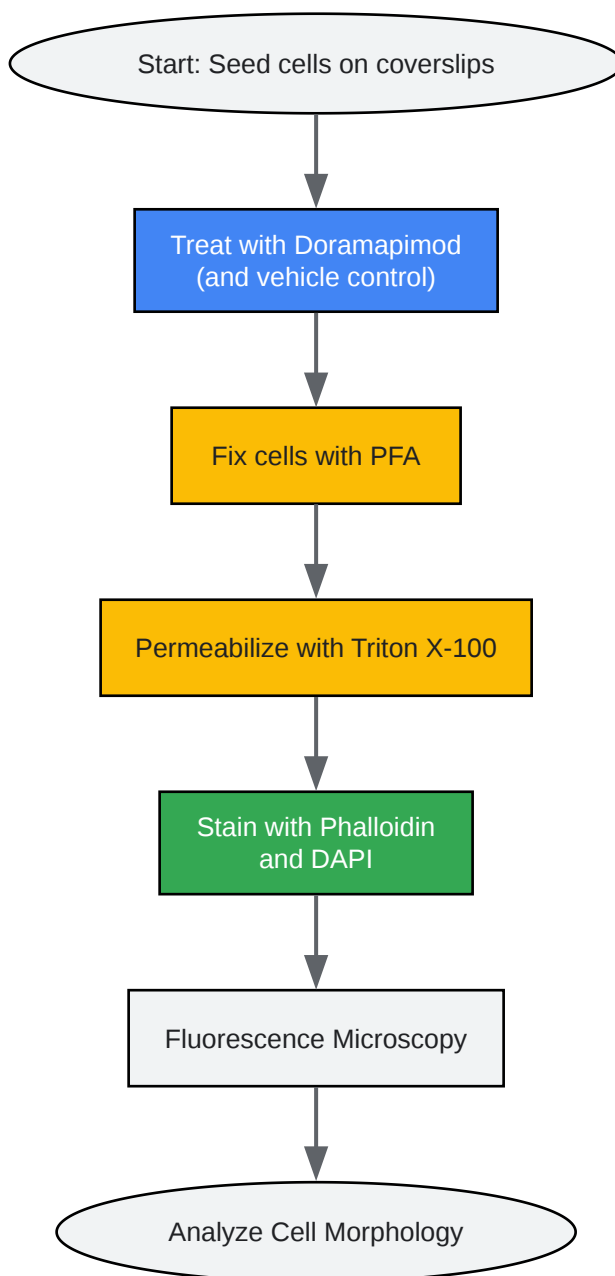 Start: Seed cells on coverslips
Treat with Doramapimod
(and vehicle control)
Fix cells with PFA
Permeabilize with Triton X-100
Stain with Phalloidin
and DAPI
Fluorescence Microscopy
Analyze Cell Morphology